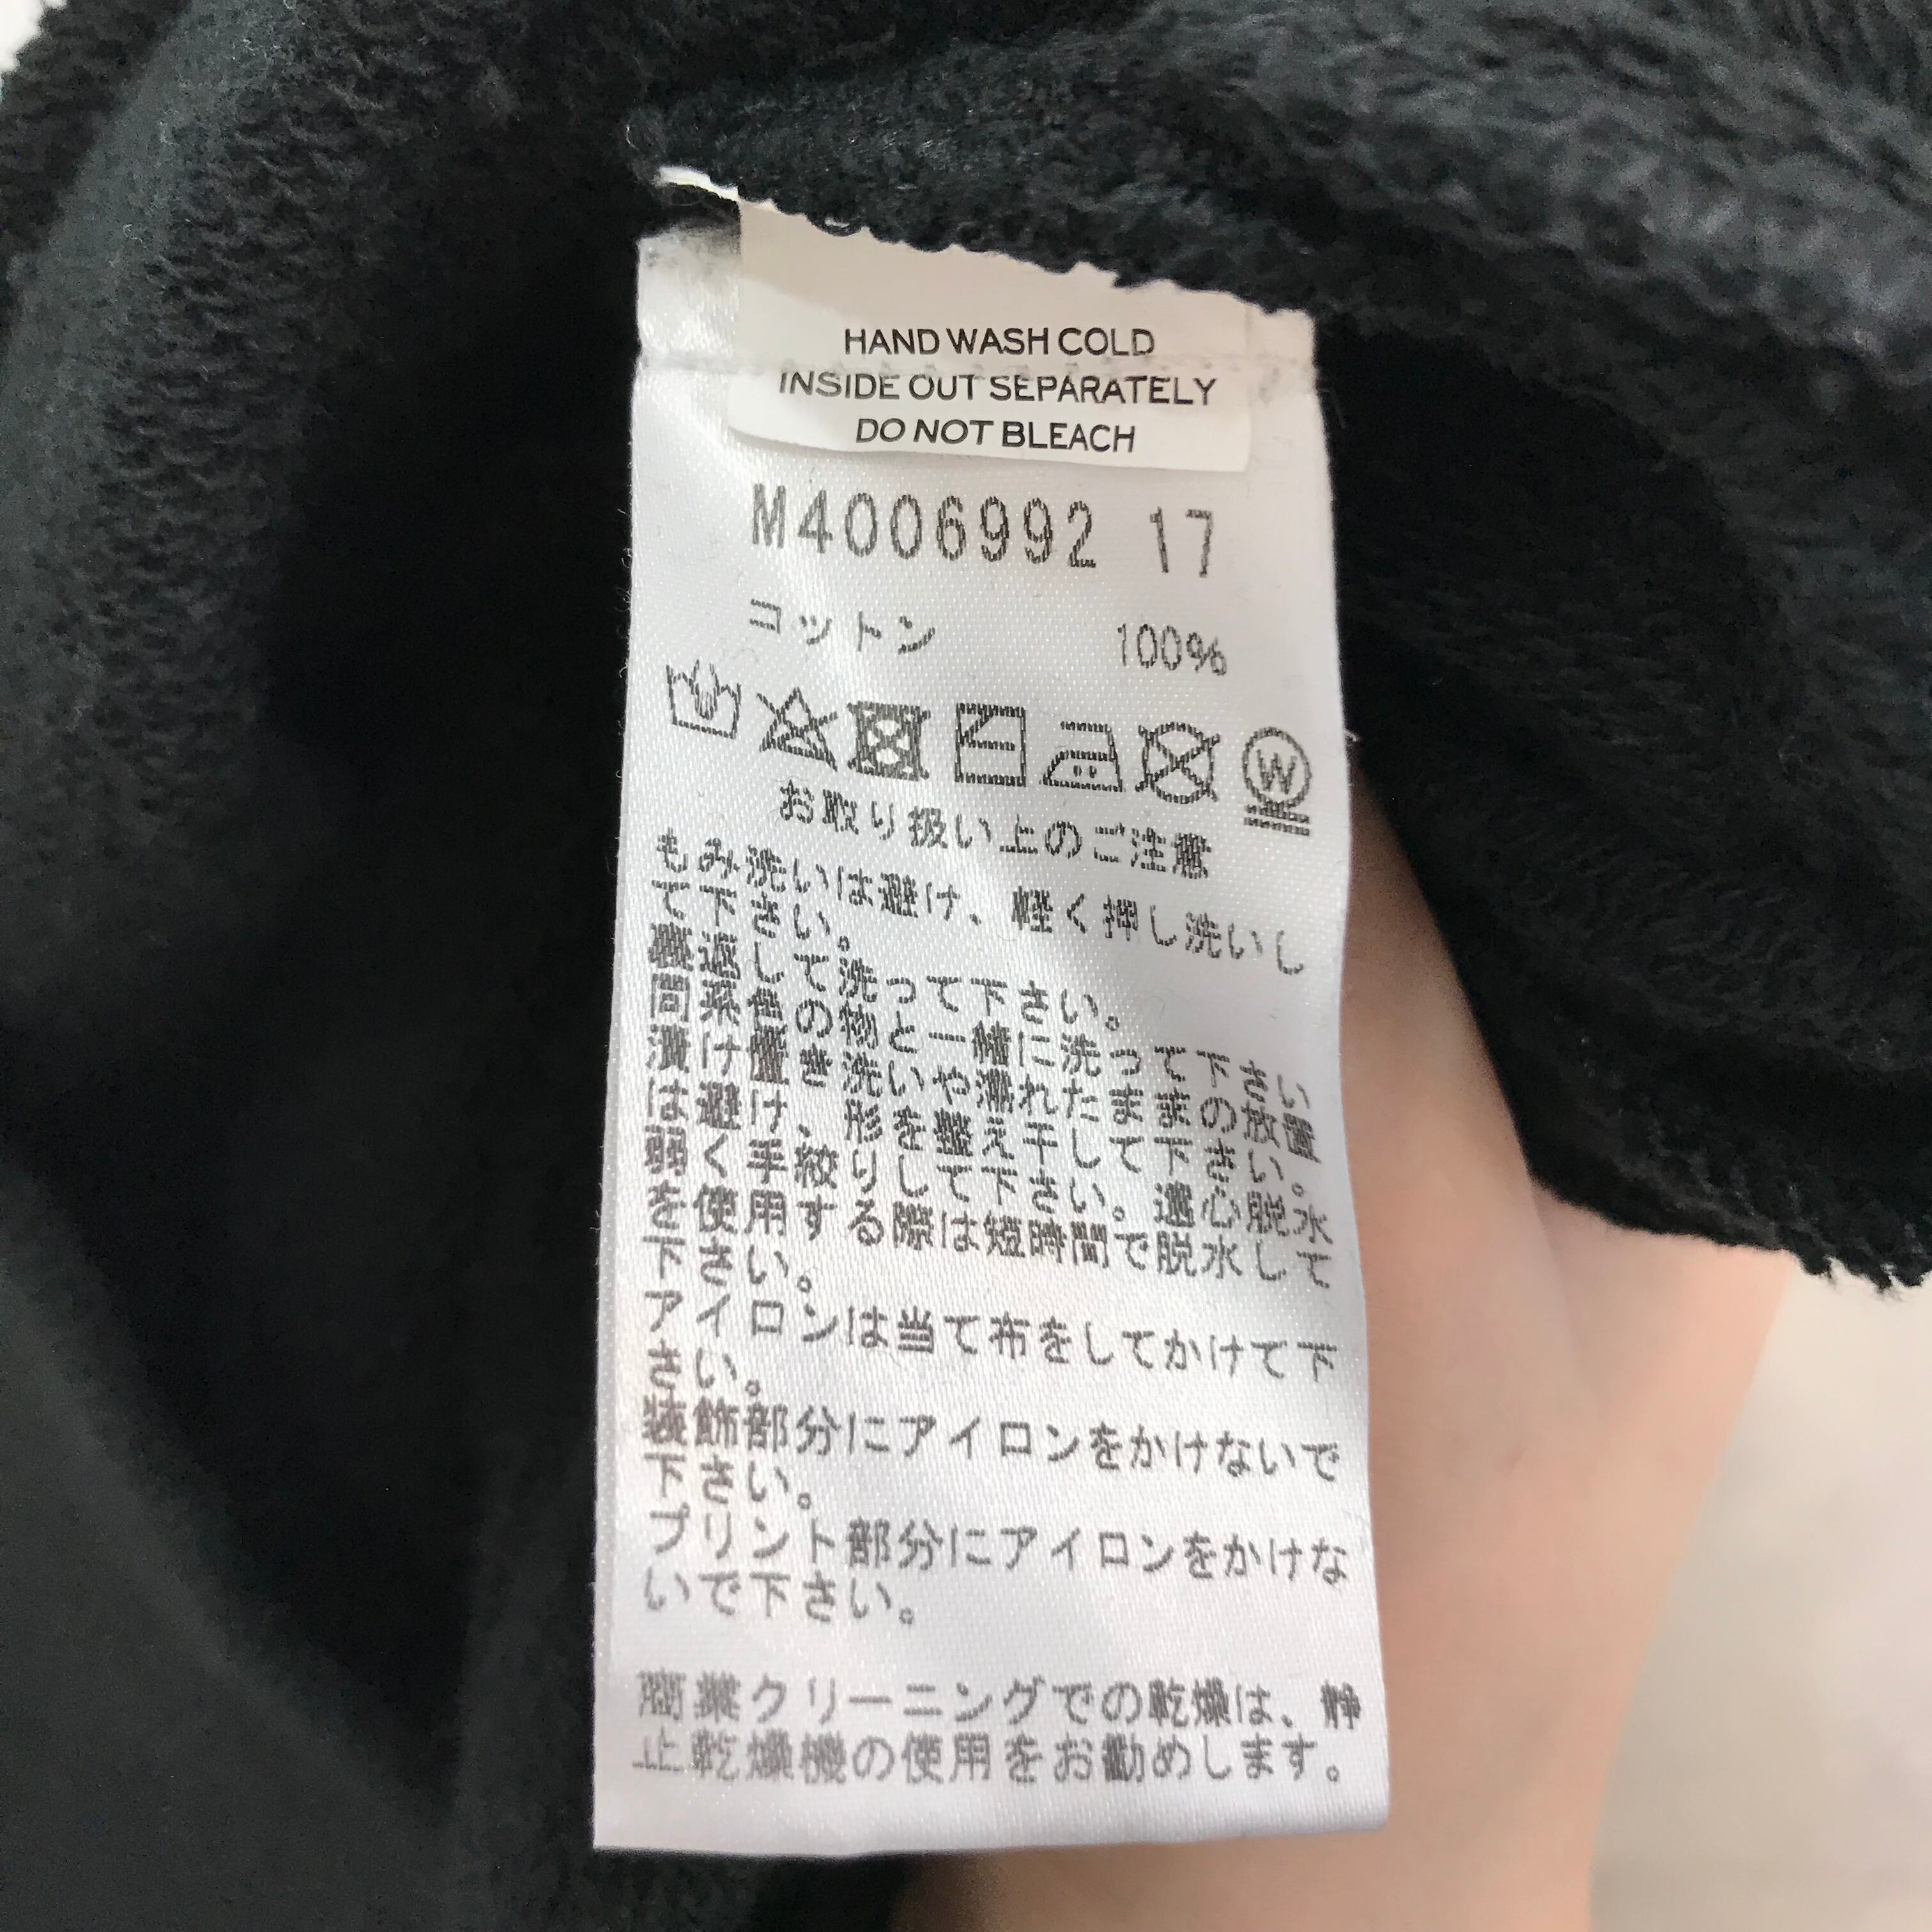 HAND WASH COLD
INSIDE OUT SEPARATELY
DO NOT BLEACH
M4006992 17
コットン 100%
W
お取り扱い上のご注意
もみ洗いは避け、軽く押し洗いし
て下さい。
裏返して洗って下さい。
同系色の物と一緒に洗って下さい
漬け置き洗いや濡れたままの放置
は避け、形を整え干して下さい。
弱く手絞りして下さい。遠心脱水
を使用する際は短時間で脱水して
下さい。
アイロンは当て布をしてかけて下
さい。
装飾部分にアイロンをかけないで
下さい。
プリント部分にアイロンをかけな
いで下さい。
商業クリーニングでの乾燥は、静
止乾燥機の使用をお勧めします。